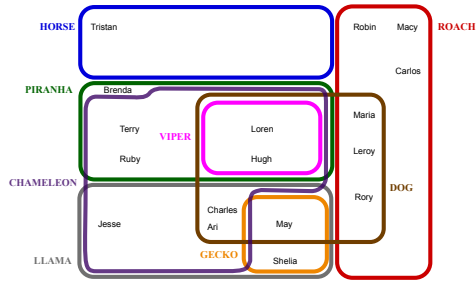 HORSE Tristan Robin Macy ROACH
Carlos
PIRANHA Brenda
Maria
Terry VIPER Loren
Ruby Hugh Leroy
CHAMELEON DOG
Rory
Jesse Charles May
Ari
LLAMA GECKO Shelia